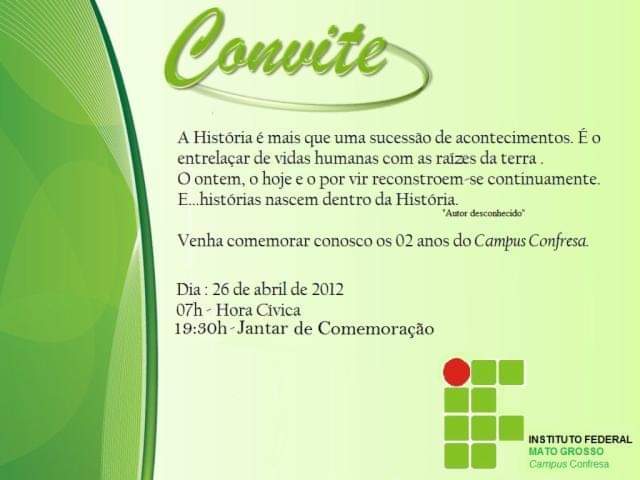 Convite
A História é mais que uma sucessão de acontecimentos. É o
entrelaçar de vidas humanas com as raízes da terra .
O ontem, o hoje e o por vir reconstroem-se continuamente.
E...histórias nascem dentro da História.
"Autor desconhecido"
Venha comemorar conosco os 02 anos do Campus Confresa.
Dia : 26 de abril de 2012
07h - Hora Cívica
19:30h - Jantar de Comemoração
INSTITUTO FEDERAL
MATO GROSSO
Campus Confresa